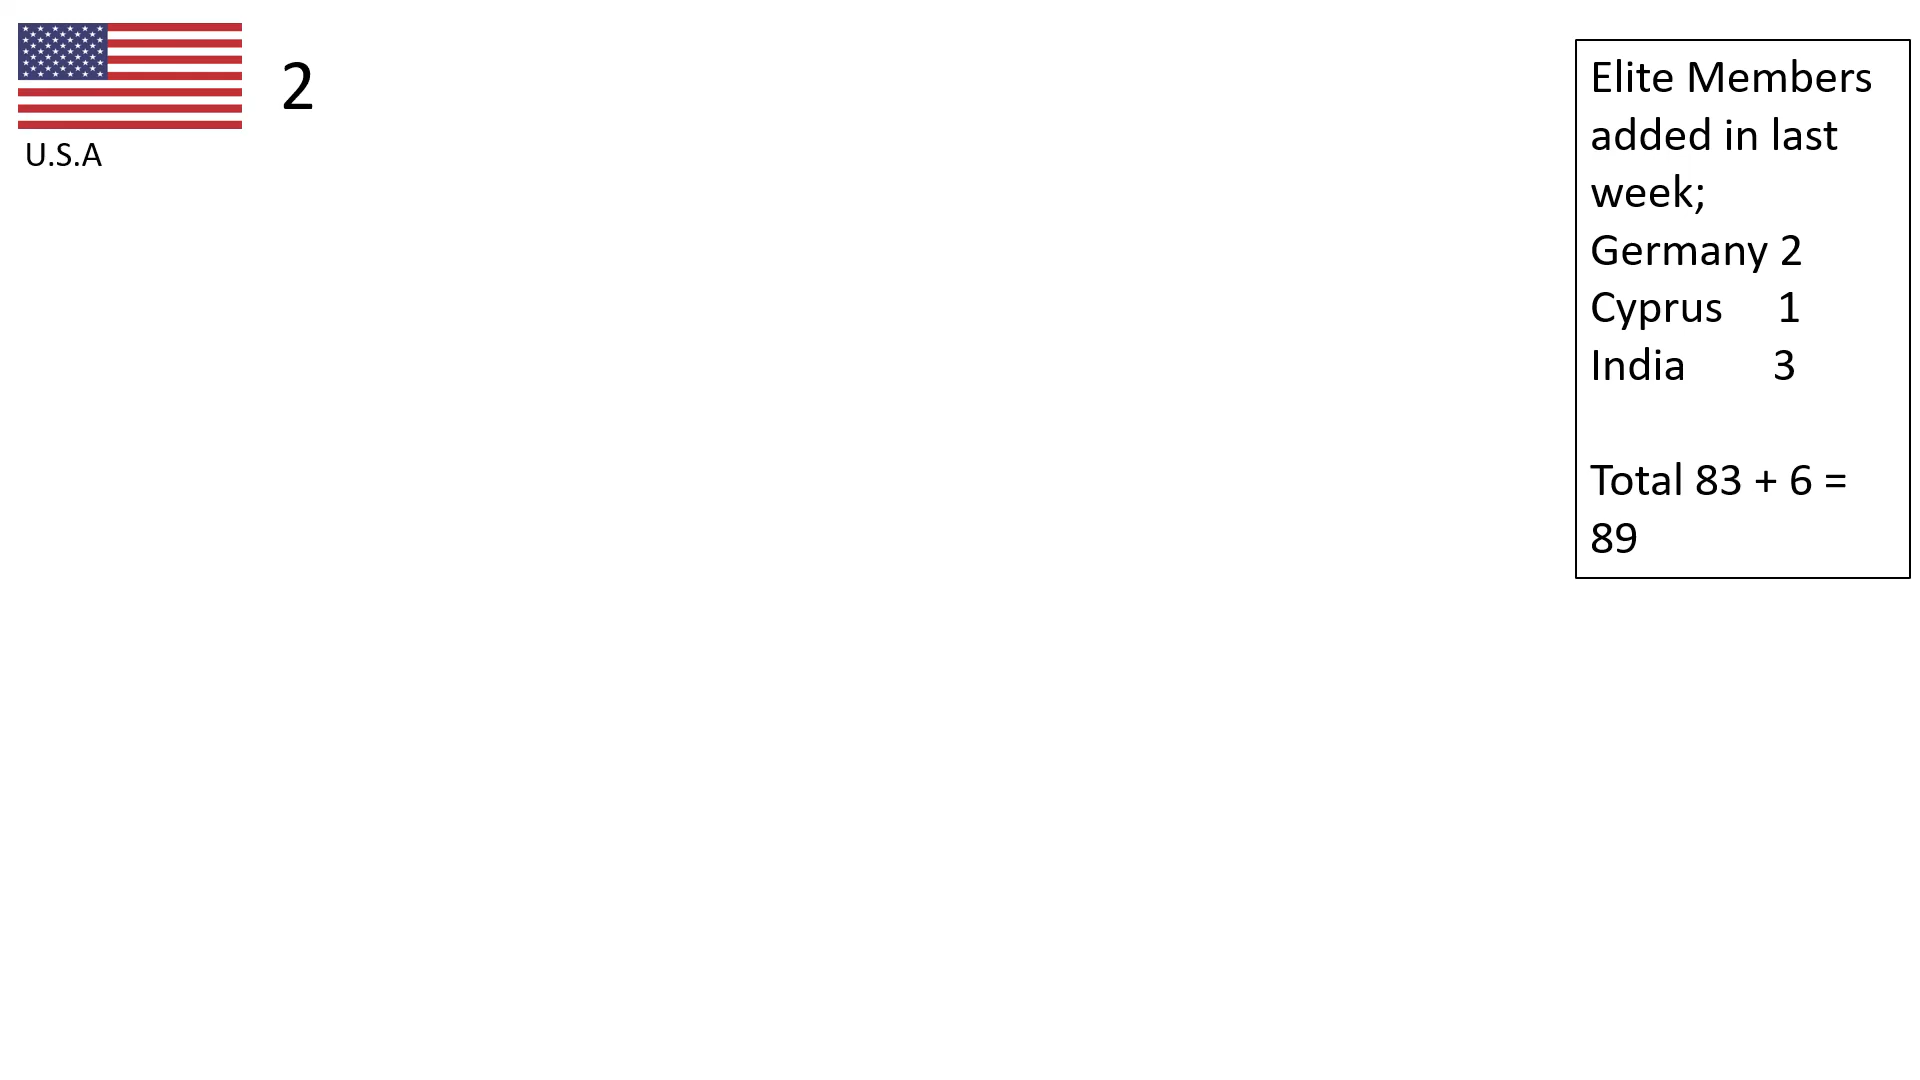 2
U.S.A
Elite Members
added in last
week;
Germany 2
Cyprus 1
India 3
Total 83 + 6 =
89